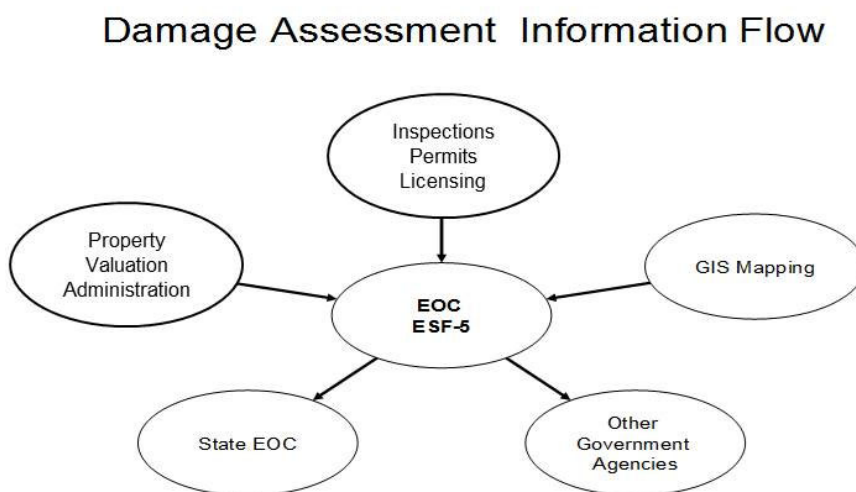 Damage Assessment Information Flow
Inspections
Permits
Licensing
Property
Valuation
Administration
GIS Mapping
EOC
ESF-5
State EOC
Other
Government
Agencies